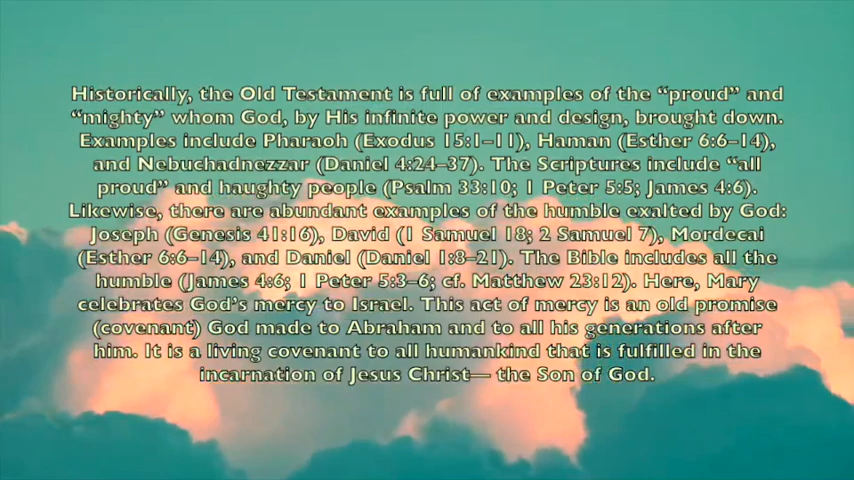 Historically, the Old Testament is full of examples of the “proud” and
“mighty” whom God, by His infinite power and design, brought down.
Examples include Pharaoh (Exodus 15:1–11), Haman (Esther 6:6–14),
and Nebuchadnezzar (Daniel 4:24–37). The Scriptures include “all
proud” and haughty people (Psalm 33:10; 1 Peter 5:5; James 4:6).
Likewise, there are abundant examples of the humble exalted by God:
Joseph (Genesis 41:16), David (1 Samuel 18; 2 Samuel 7), Mordecai
(Esther 6:6–14), and Daniel (Daniel 1:8–21). The Bible includes all the
humble (James 4:6; 1 Peter 5:3–6; cf. Matthew 23:12). Here, Mary
celebrates God’s mercy to Israel. This act of mercy is an old promise
(covenant) God made to Abraham and to all his generations after
him. It is a living covenant to all humankind that is fulfilled in the
incarnation of Jesus Christ— the Son of God.